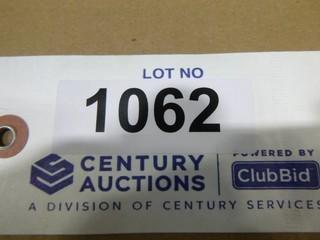 LOT NO
1062
CENTURY
AUCTIONS
POWERED BY
ClubBid
A DIVISION OF CENTURY SERVICES